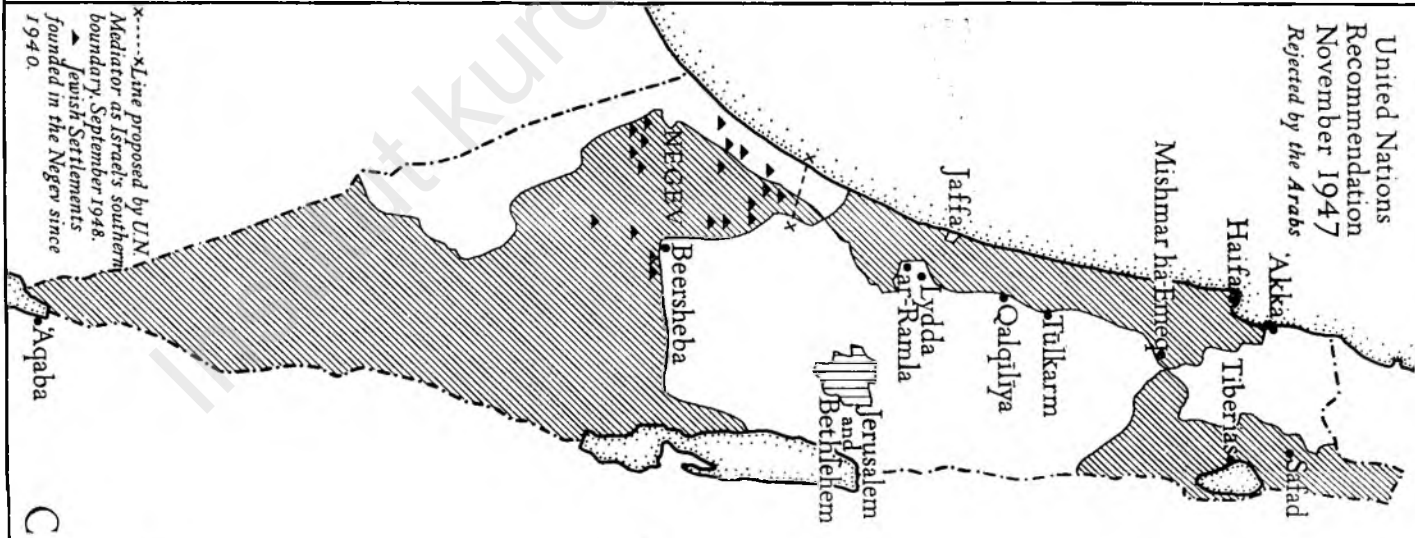 United Nations
Recommendation
November 1947
Rejected by the Arabs
'Akka
Haifa
Safad
Tiberias
Mishmar ha-Emeq
Tūlkarm
Qalqīlīya
Jaffa
Lydda
ar-Ramla
Jerusalem
and
Bethlehem
NEGEV
Beersheba
'Aqaba
x-----x Line proposed by U.N.
Mediator as Israel's southern
boundary, September 1948.
Jewish Settlements
founded in the Negev since
1940.
C